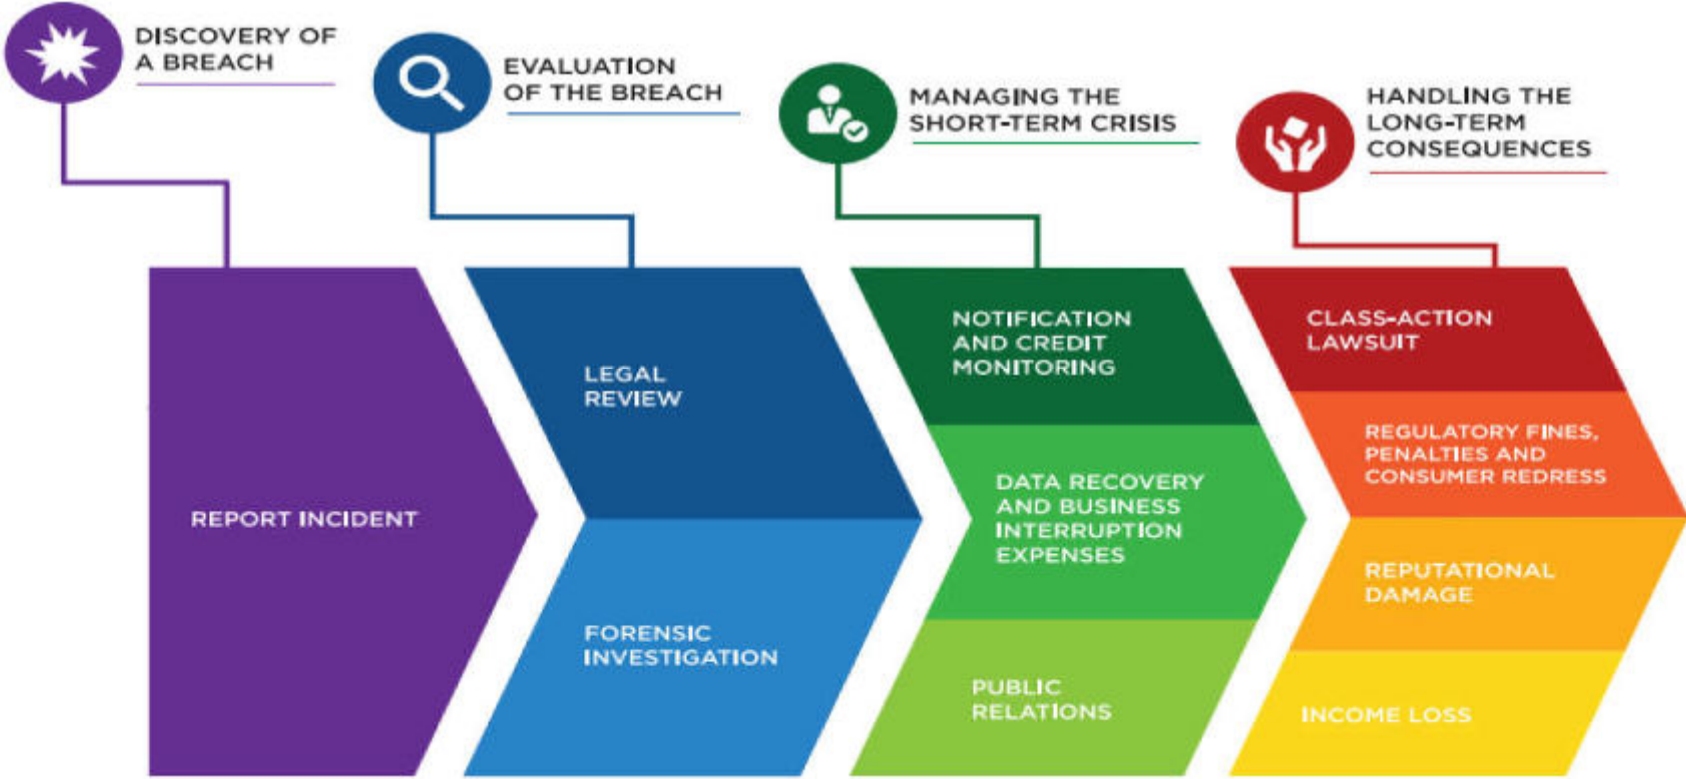 DISCOVERY OF
A BREACH
EVALUATION
OF THE BREACH
MANAGING THE
SHORT-TERM CRISIS
HANDLING THE
LONG-TERM
CONSEQUENCES
REPORT INCIDENT
LEGAL
REVIEW
FORENSIC
INVESTIGATION
NOTIFICATION
AND CREDIT
MONITORING
DATA RECOVERY
AND BUSINESS
INTERRUPTION
EXPENSES
PUBLIC
RELATIONS
CLASS-ACTION
LAWSUIT
REGULATORY FINES,
PENALTIES AND
CONSUMER REDRESS
REPUTATIONAL
DAMAGE
INCOME LOSS